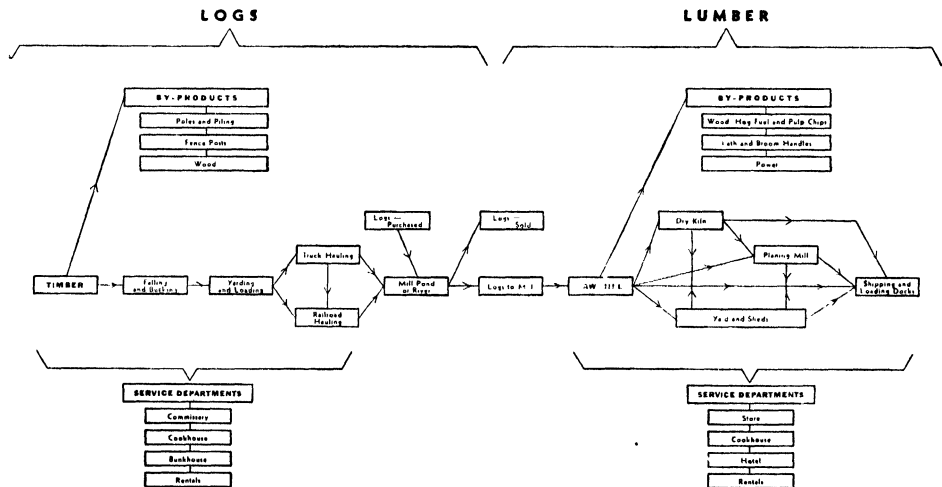 LOGS
LUMBER
BY-PRODUCTS
Poles and Piling
Fence Posts
Wood
BY-PRODUCTS
Wood Hog Fuel and Pulp Chips
and Broom Handles
Power
Logs —
Purchased
Logs —
Sold
Dry Kiln
Truck Hauling
Planing Mill
TIMBER
Falling
and Bucking
Yarding
and Loading
Mill Pond
or River
Logs to
Shipping and
Loading Docks
Railroad
Hauling
Yard and Sheds
SERVICE DEPARTMENTS
Commissary
Cookhouse
Bunkhouse
Rentals
SERVICE DEPARTMENTS
Store
Cookhouse
Hotel
Rentals